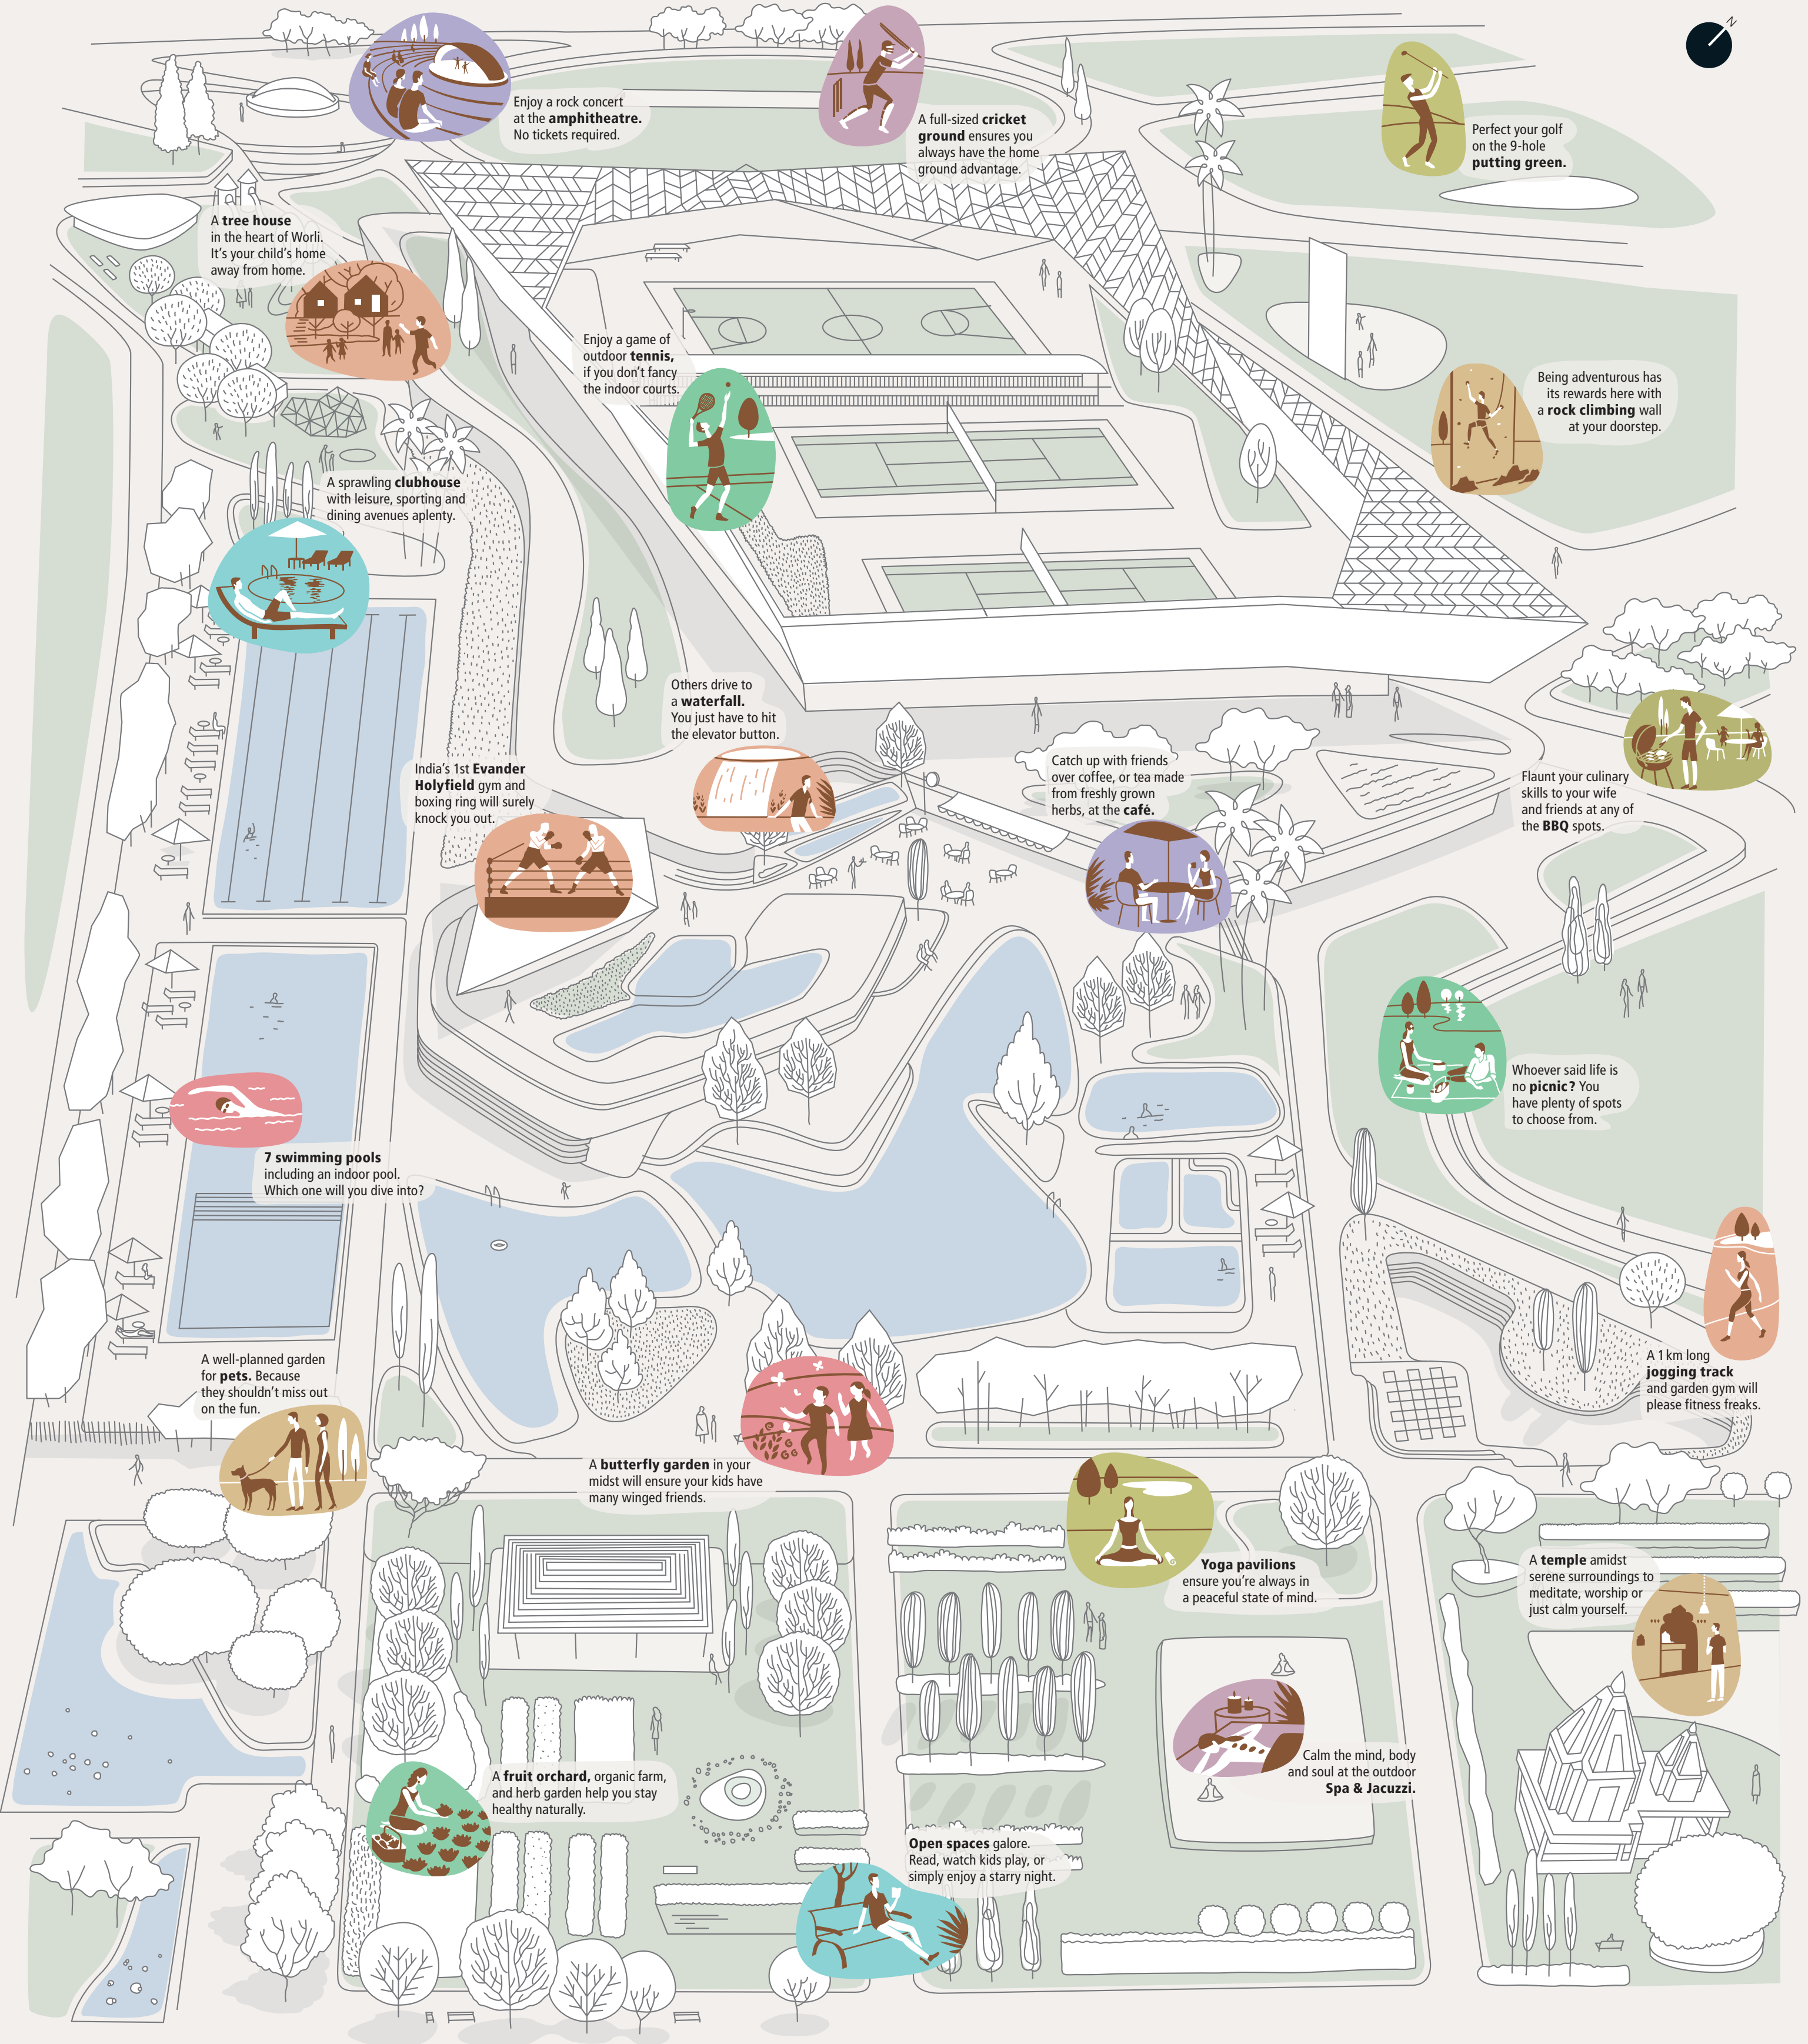 N
Enjoy a rock concert
at the amphitheatre.
No tickets required.
A full-sized cricket
ground ensures you
always have the home
ground advantage.
Perfect your golf
on the 9-hole
putting green.
A tree house
in the heart of Worli.
It's your child's home
away from home.
Enjoy a game of
outdoor tennis,
if you don't fancy
the indoor courts.
Being adventurous has
its rewards here with
a rock climbing wall
at your doorstep.
A sprawling clubhouse
with leisure, sporting and
dining avenues aplenty.
Others drive to
a waterfall.
You just have to hit
the elevator button.
India's 1st Evander
Holyfield gym and
boxing ring will surely
knock you out.
Catch up with friends
over coffee, or tea made
from freshly grown
herbs, at the café.
Flaunt your culinary
skills to your wife
and friends at any of
the BBQ spots.
Whoever said life is
no picnic? You
have plenty of spots
to choose from.
7 swimming pools
including an indoor pool.
Which one will you dive into?
A well-planned garden
for pets. Because
they shouldn't miss out
on the fun.
A 1 km long
jogging track
and garden gym will
please fitness freaks.
A butterfly garden in your
midst will ensure your kids have
many winged friends.
Yoga pavilions
ensure you're always in
a peaceful state of mind.
A temple amidst
serene surroundings to
meditate, worship or
just calm yourself.
Calm the mind, body
and soul at the outdoor
Spa & Jacuzzi.
A fruit orchard, organic farm,
and herb garden help you stay
healthy naturally.
Open spaces galore.
Read, watch kids play, or
simply enjoy a starry night.